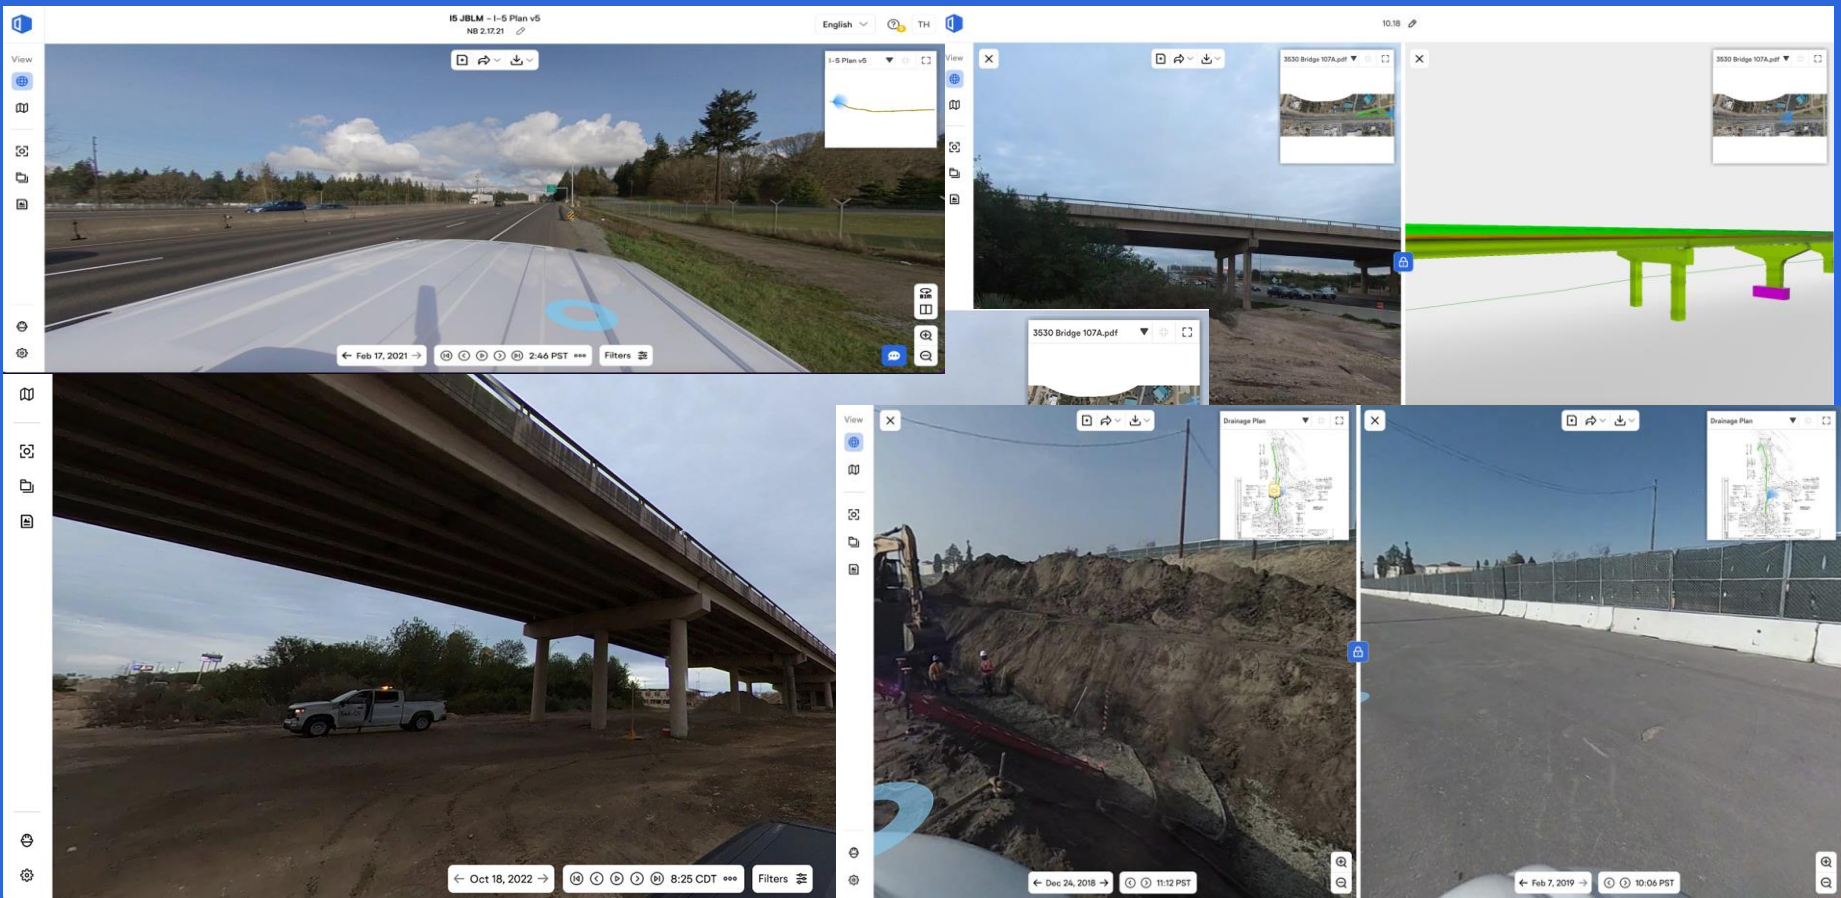 I5 JBLM – I-5 Plan v5
NB 2.17.21
English
TH
View
I-5 Plan v5
BIM
Feb 17, 2021
2:46 PST
Filters
10.18
View
3530 Bridge 107A.pdf
3530 Bridge 107A.pdf
3530 Bridge 107A.pdf
Oct 18, 2022
8:25 CDT
Filters
View
Drainage Plan
Drainage Plan
Dec 24, 2018
11:12 PST
Feb 7, 2019
10:06 PST